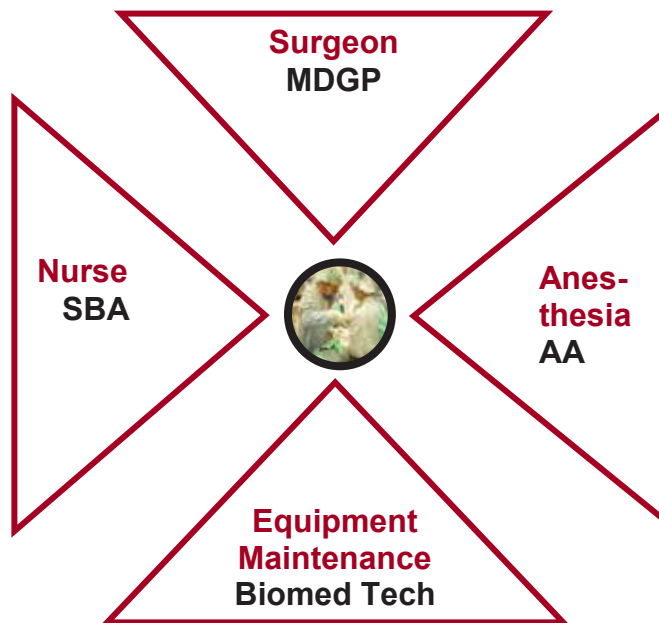 Surgeon
MDGP
Nurse
SBA
Anes-
thesia
AA
Equipment
Maintenance
Biomed Tech